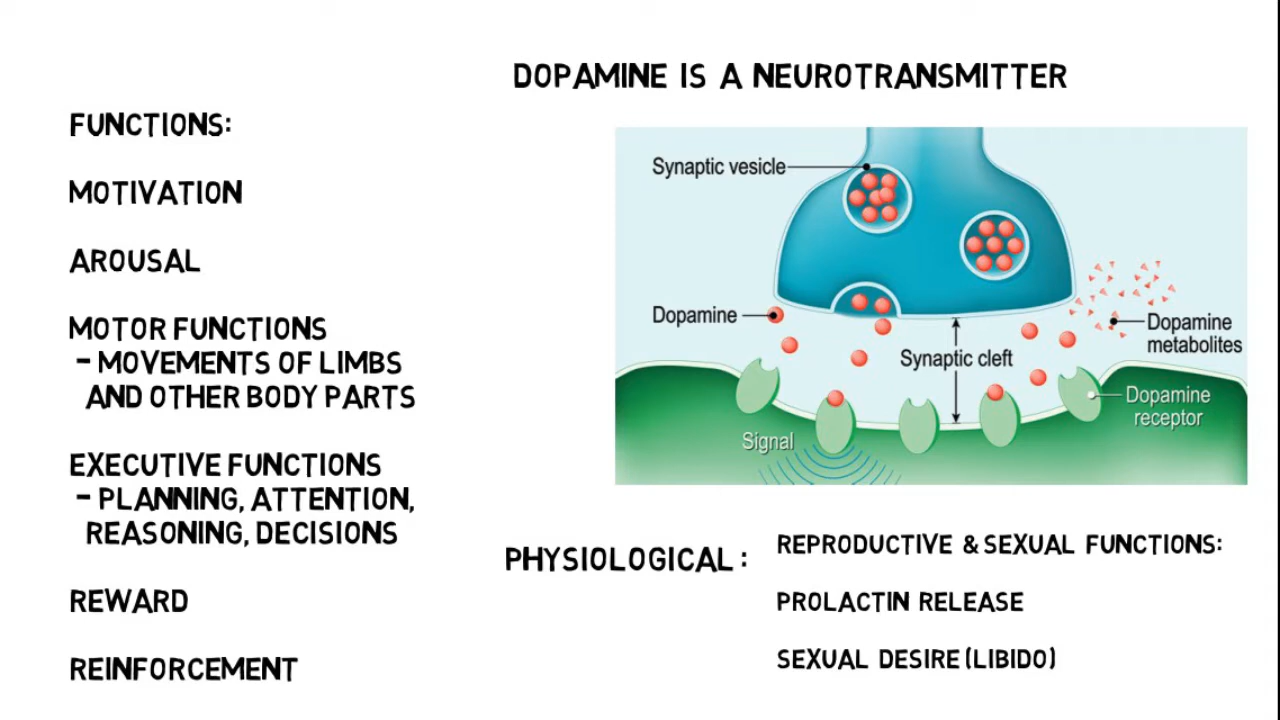 DOPAMINE IS A NEUROTRANSMITTER
FUNCTIONS:
MOTIVATION
AROUSAL
MOTOR FUNCTIONS
- MOVEMENTS OF LIMBS
AND OTHER BODY PARTS
EXECUTIVE FUNCTIONS
- PLANNING, ATTENTION,
REASONING, DECISIONS
REWARD
REINFORCEMENT
Synaptic vesicle
Dopamine
Synaptic cleft
Dopamine
metabolites
Dopamine
receptor
Signal
PHYSIOLOGICAL:
REPRODUCTIVE & SEXUAL FUNCTIONS:
PROLACTIN RELEASE
SEXUAL DESIRE (LIBIDO)